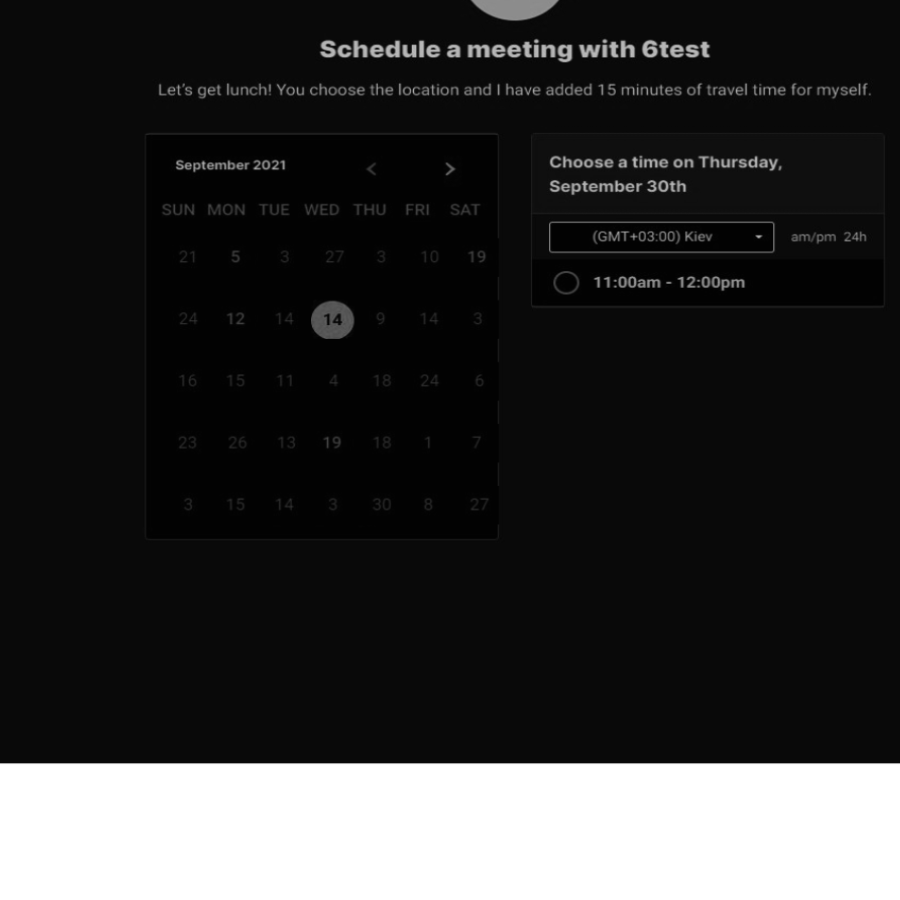 Schedule a meeting with 6test
Let's get lunch! You choose the location and I have added 15 minutes of travel time for myself.
September 2021 < >
SUN MON TUE WED THU FRI SAT
21 5 3 27 3 10 19
24 12 14 14 9 14 3
16 15 11 4 18 24 6
23 26 13 19 18 1 7
3 15 14 3 30 8 27
Choose a time on Thursday,
September 30th
(GMT+03:00) Kiev am/pm 24h
11:00am - 12:00pm